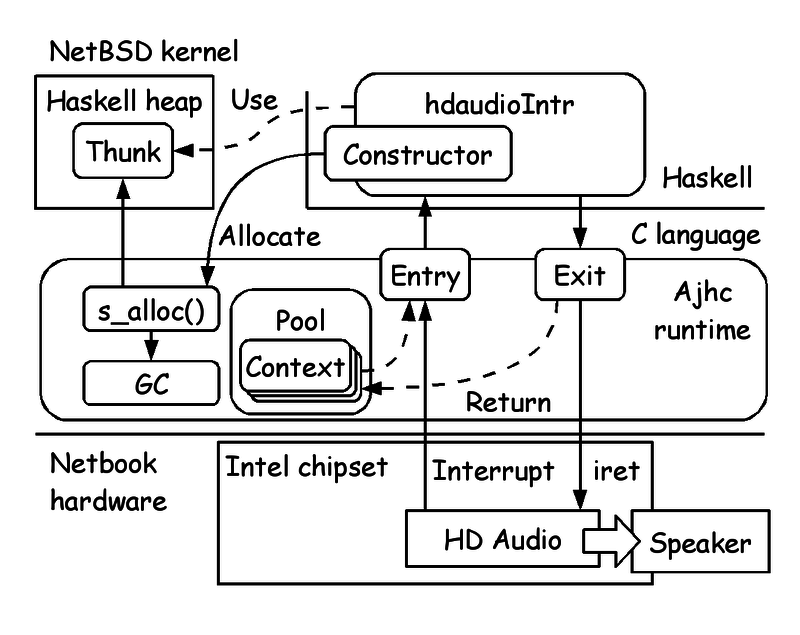 NetBSD kernel
Haskell heap
Use
hdaudioIntr
Thunk
Constructor
Haskell
Allocate
C language
Entry
Exit
s_alloc()
Pool
Ajhc
runtime
Context
GC
Return
Netbook
hardware
Intel chipset
Interrupt
iret
HD Audio
Speaker